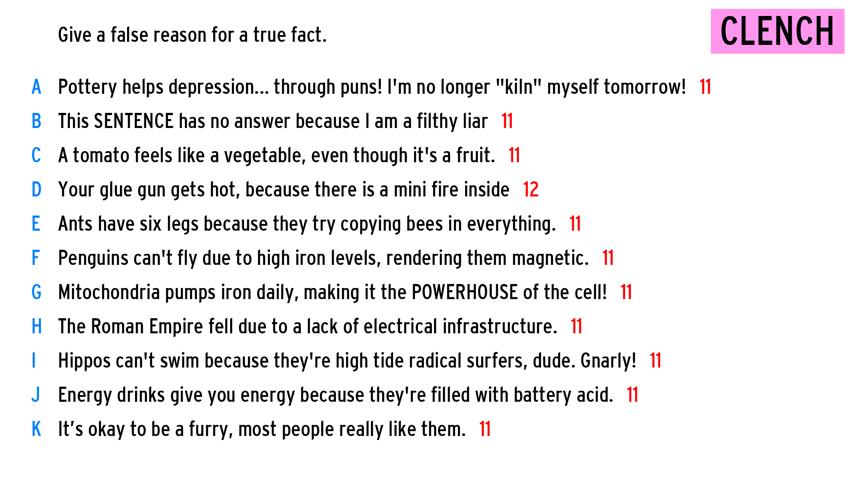 Give a false reason for a true fact.
CLENCH
A Pottery helps depression... through puns! I'm no longer "kiln" myself tomorrow! 11
B This SENTENCE has no answer because I am a filthy liar 11
C A tomato feels like a vegetable, even though it's a fruit. 11
D Your glue gun gets hot, because there is a mini fire inside 12
E Ants have six legs because they try copying bees in everything. 11
F Penguins can't fly due to high iron levels, rendering them magnetic. 11
G Mitochondria pumps iron daily, making it the POWERHOUSE of the cell! 11
H The Roman Empire fell due to a lack of electrical infrastructure. 11
I Hippos can't swim because they're high tide radical surfers, dude. Gnarly! 11
J Energy drinks give you energy because they're filled with battery acid. 11
K It’s okay to be a furry, most people really like them. 11